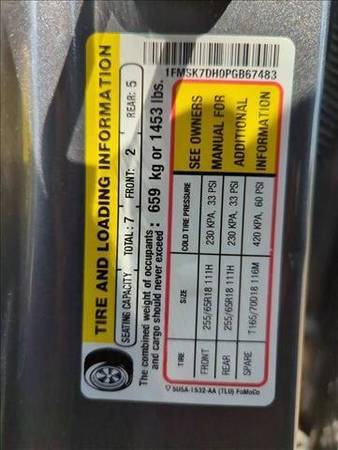 1FMSK7DH0PGB67483
TIRE AND LOADING INFORMATION
SEATING CAPACITY TOTAL: 7 FRONT: 2 REAR: 5
The combined weight of occupants
and cargo should never exceed: 659 kg or 1453 lbs.
TIRE SIZE COLD TIRE PRESSURE
FRONT 255/65R18 111H 230 KPA, 33 PSI
REAR 255/65R18 111H 230 KPA, 33 PSI
SPARE T165/70D18 116M 420 KPA, 60 PSI
SEE OWNERS
MANUAL FOR
ADDITIONAL
INFORMATION
5U5A-1532-AA (TLU) FoMoCo